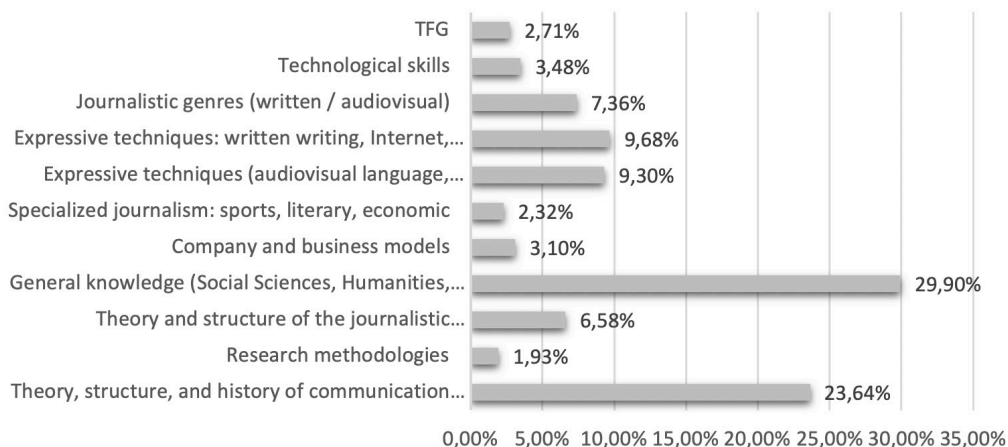 TFG 2,71%
Technological skills 3,48%
Journalistic genres (written / audiovisual) 7,36%
Expressive techniques: written writing, Internet,... 9,68%
Expressive techniques (audiovisual language,... 9,30%
Specialized journalism: sports, literary, economic 2,32%
Company and business models 3,10%
General knowledge (Social Sciences, Humanities,... 29,90%
Theory and structure of the journalistic... 6,58%
Research methodologies 1,93%
Theory, structure, and history of communication... 23,64%
0,00% 5,00% 10,00% 15,00% 20,00% 25,00% 30,00% 35,00%